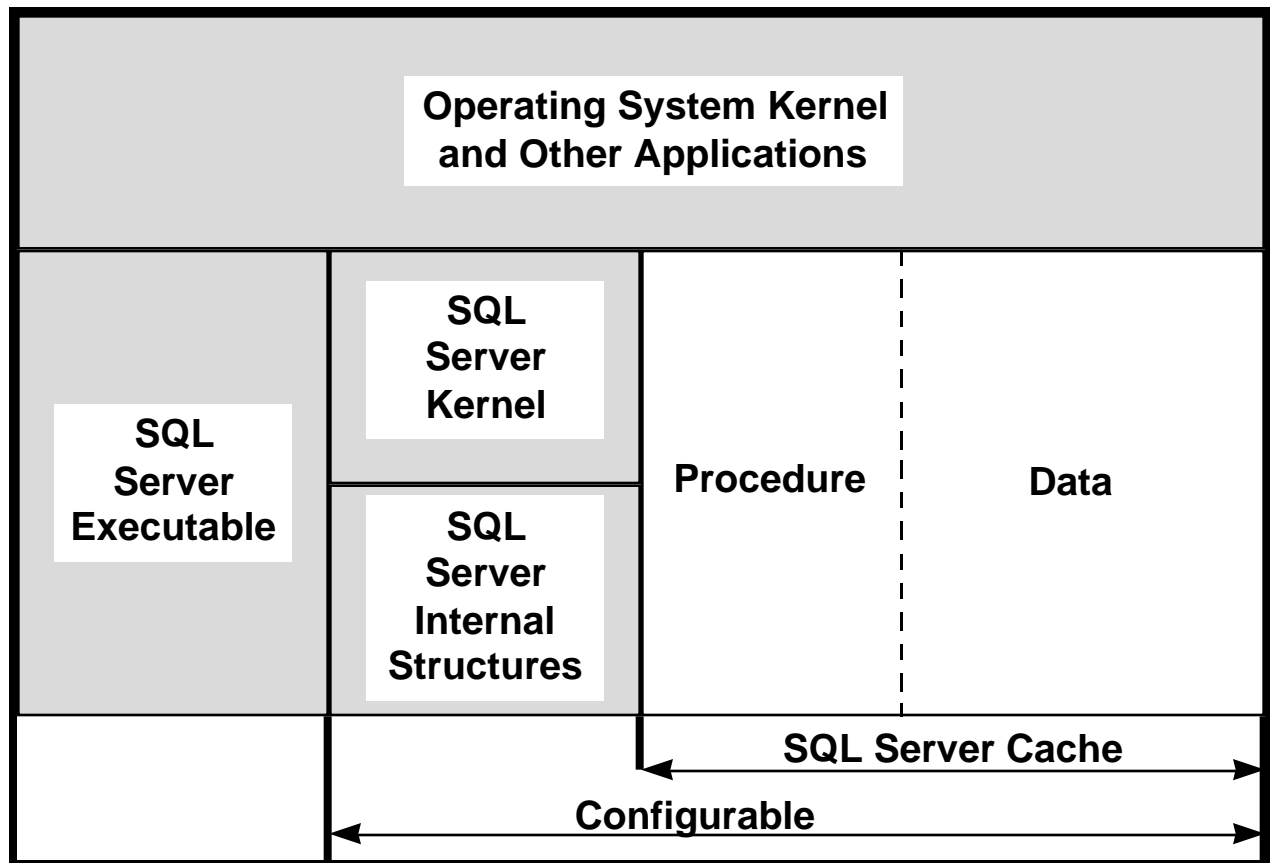 Operating System Kernel
and Other Applications
SQL
Server
Executable
SQL
Server
Kernel
SQL
Server
Internal
Structures
Procedure
Data
SQL Server Cache
Configurable